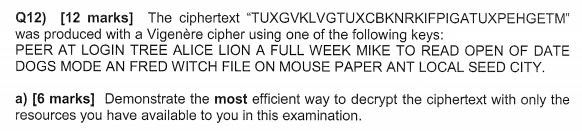 Q12) [12 marks] The ciphertext “TUXGVKLVGTUXCBKNRKIFPIGATUXPEHGETM”
was produced with a Vigenère cipher using one of the following keys:
PEER AT LOGIN TREE ALICE LION A FULL WEEK MIKE TO READ OPEN OF DATE
DOGS MODE AN FRED WITCH FILE ON MOUSE PAPER ANT LOCAL SEED CITY.
a) [6 marks] Demonstrate the most efficient way to decrypt the ciphertext with only the
resources you have available to you in this examination.